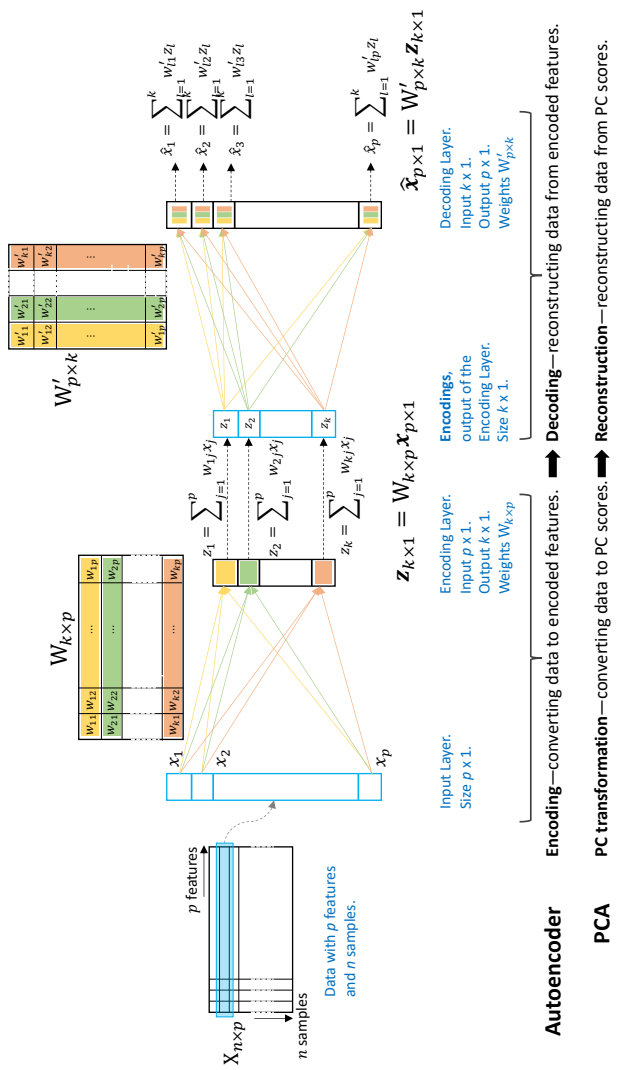 W_{k×p}
w_{11} w_{12} ... w_{1p}
w_{21} w_{22} ... w_{2p}
w_{k1} w_{k2} ... w_{kp}
W'_{p×k}
w'_{11} w'_{21} w'_{k1}
w'_{12} w'_{22} w'_{k2}
... ... ...
w'_{1p} w'_{2p} w'_{kp}
p features
X_{n×p}
n samples
Data with p features
and n samples.
x_1
x_2
x_p
z_1 = ∑_{j=1}^{p} w_{1j} x_j
z_2 = ∑_{j=1}^{p} w_{2j} x_j
z_k = ∑_{j=1}^{p} w_{kj} x_j
z_{k×1} = W_{k×p} x_{p×1}
z_1
z_2
z_k
x̂_1 = ∑_{l=1}^{k} w'_{l1} z_l
x̂_2 = ∑_{l=1}^{k} w'_{l2} z_l
x̂_3 = ∑_{l=1}^{k} w'_{l3} z_l
x̂_p = ∑_{l=1}^{k} w'_{lp} z_l
x̂_{p×1} = W'_{p×k} z_{k×1}
Input Layer.
Size p x 1.
Encoding Layer.
Input p x 1.
Output k x 1.
Weights W_{k×p}
Encodings,
output of the
Encoding Layer.
Size k x 1.
Decoding Layer.
Input k x 1.
Output p x 1.
Weights W'_{p×k}
Autoencoder Encoding—converting data to encoded features. ➡ Decoding—reconstructing data from encoded features.
PCA PC transformation—converting data to PC scores. ➡ Reconstruction—reconstructing data from PC scores.